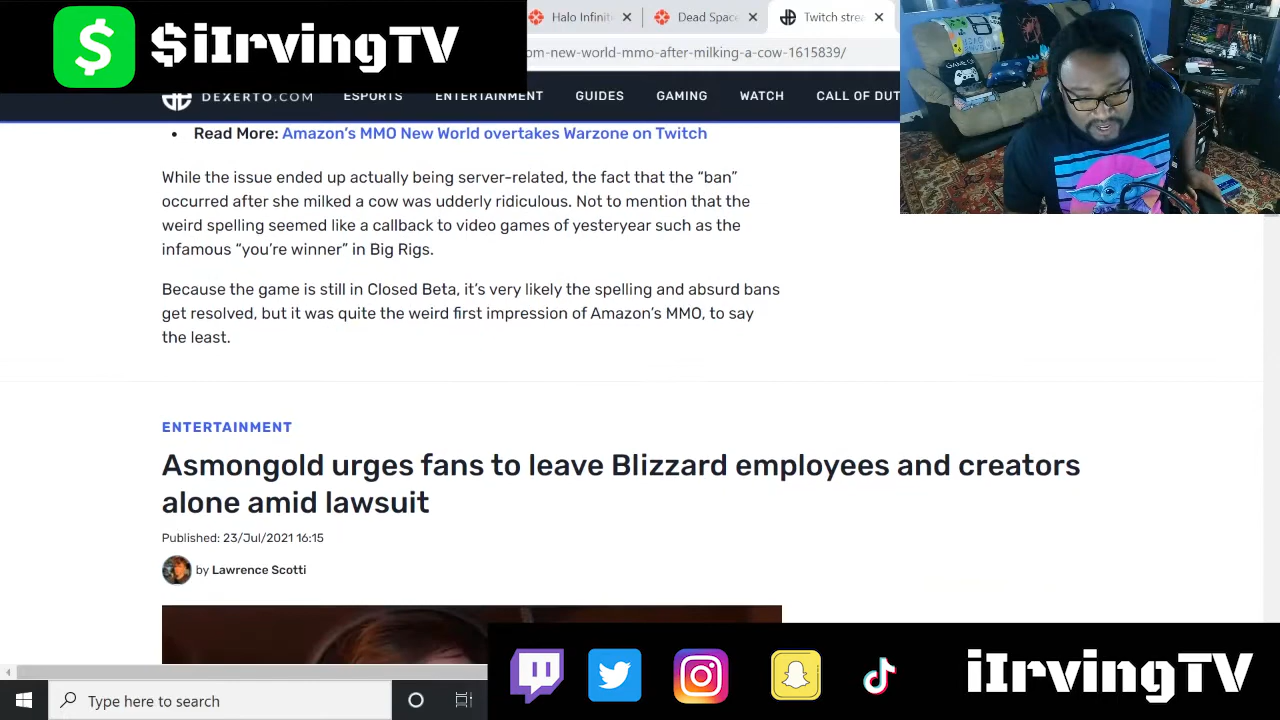 $iIrvingTV
Halo Infinit
Dead Space
Twitch strea
om-new-world-mmo-after-milking-a-cow-1615839/
DEXERTO.COM ESPORTS ENTERTAINMENT GUIDES GAMING WATCH CALL OF DUT
• Read More: Amazon's MMO New World overtakes Warzone on Twitch
While the issue ended up actually being server-related, the fact that the “ban”
occurred after she milked a cow was udderly ridiculous. Not to mention that the
weird spelling seemed like a callback to video games of yesteryear such as the
infamous “you’re winner” in Big Rigs.
Because the game is still in Closed Beta, it’s very likely the spelling and absurd bans
get resolved, but it was quite the weird first impression of Amazon’s MMO, to say
the least.
ENTERTAINMENT
Asmongold urges fans to leave Blizzard employees and creators
alone amid lawsuit
Published: 23/Jul/2021 16:15
by Lawrence Scotti
iIrvingTV
Type here to search